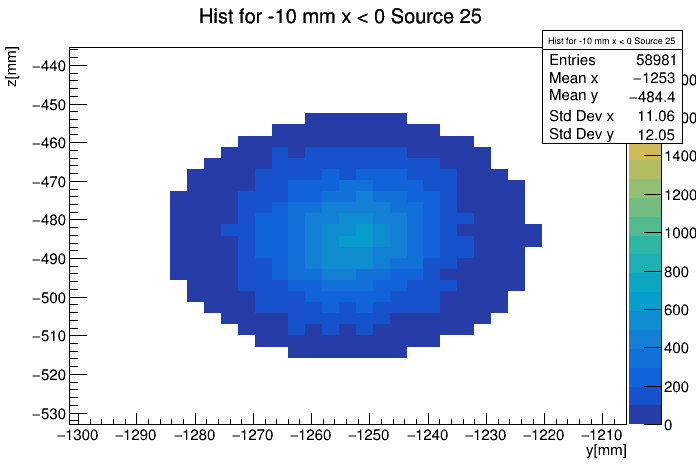 Hist for -10 mm x < 0 Source 25
z[mm]
Hist for -10 mm x < 0 Source 25
Entries 58981
Mean x −1253
Mean y −484.4
Std Dev x 11.06
Std Dev y 12.05
−440
−450
−460
−470
−480
−490
−500
−510
−520
−530
1400
1200
1000
800
600
400
200
0
−1300 −1290 −1280 −1270 −1260 −1250 −1240 −1230 −1220 −1210
y[mm]